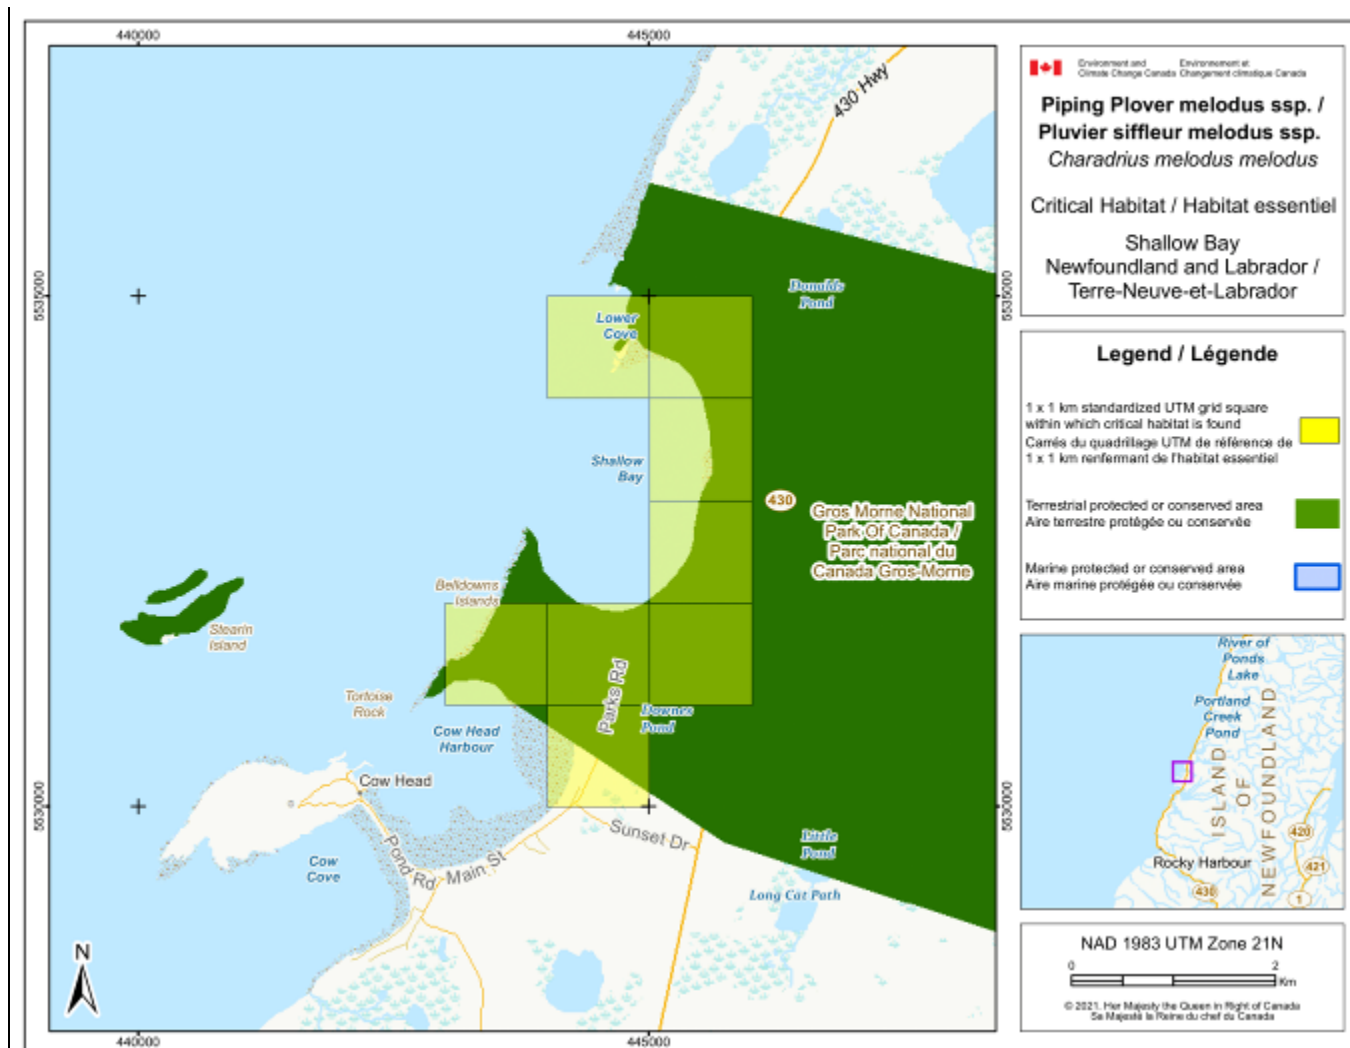 440000
445000
430 Hwy
5535000
5535000
Donalds
Pond
Lower
Cove
Shallow
Bay
430
Gros Morne National
Park Of Canada /
Parc national du
Canada Gros-Morne
Belldowns
Islands
Stearin
Island
Tortoise
Rock
Parks Rd
Downes
Pond
Cow Head
Harbour
Cow Head
5530000
5530000
Sunset Dr
Little
Pond
Cow
Cove
Pond Rd
Main St
Long Cat Path
N
440000
445000
Environment and
Climate Change Canada
Environnement et
Changement climatique Canada
Piping Plover melodus ssp. /
Pluvier siffleur melodus ssp.
Charadrius melodus melodus
Critical Habitat / Habitat essentiel
Shallow Bay
Newfoundland and Labrador /
Terre-Neuve-et-Labrador
Legend / Légende
1 x 1 km standardized UTM grid square
within which critical habitat is found
Carrés du quadrillage UTM de référence de
1 x 1 km renfermant de l'habitat essentiel
Terrestrial protected or conserved area
Aire terrestre protégée ou conservée
Marine protected or conserved area
Aire marine protégée ou conservée
River of
Ponds
Lake
Portland
Creek
Pond
ISLAND
OF
NEWFOUNDLAND
Rocky Harbour
420
421
430
1
NAD 1983 UTM Zone 21N
0 2
Km
© 2021. Her Majesty the Queen in Right of Canada
Sa Majesté la Reine du chef du Canada